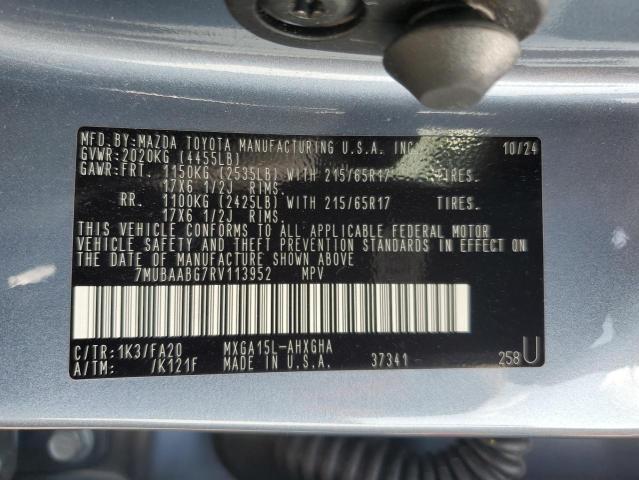 MFD.BY:MAZDA TOYOTA MANUFACTURING U.S.A. INC. 10/24
GVWR:2020KG (4455LB)
GAWR:FRT. 1150KG (2535LB) WITH 215/65R17 TIRES.
17X6 1/2J RIMS.
RR. 1100KG (2425LB) WITH 215/65R17 TIRES.
17X6 1/2J RIMS.
THIS VEHICLE CONFORMS TO ALL APPLICABLE FEDERAL MOTOR
VEHICLE SAFETY AND THEFT PREVENTION STANDARDS IN EFFECT ON
THE DATE OF MANUFACTURE SHOWN ABOVE.
7MUBAABG7RV113952 MPV
C/TR:1K3/FA20 MXGA15L-AHXGHA
A/TM: /K121F MADE IN U.S.A. 37341 258U